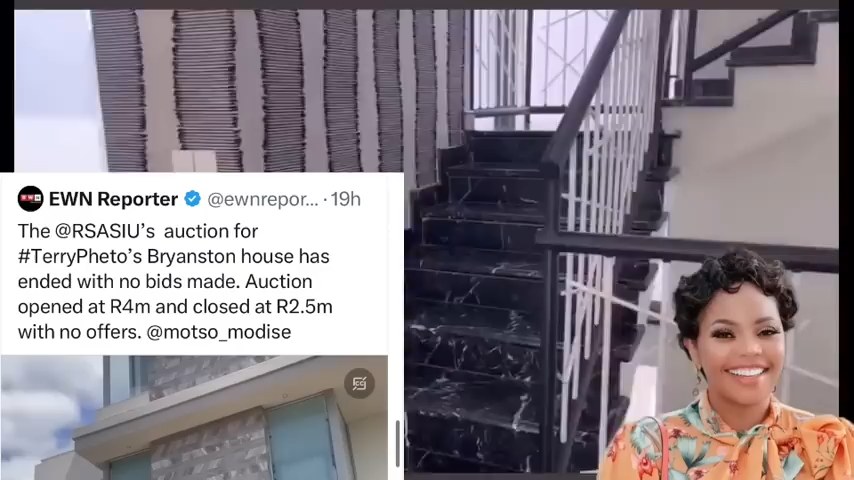 EWN Reporter @ewnrepor... · 19h
The @RSASIU's auction for
#TerryPheto's Bryanston house has
ended with no bids made. Auction
opened at R4m and closed at R2.5m
with no offers. @motso_modise